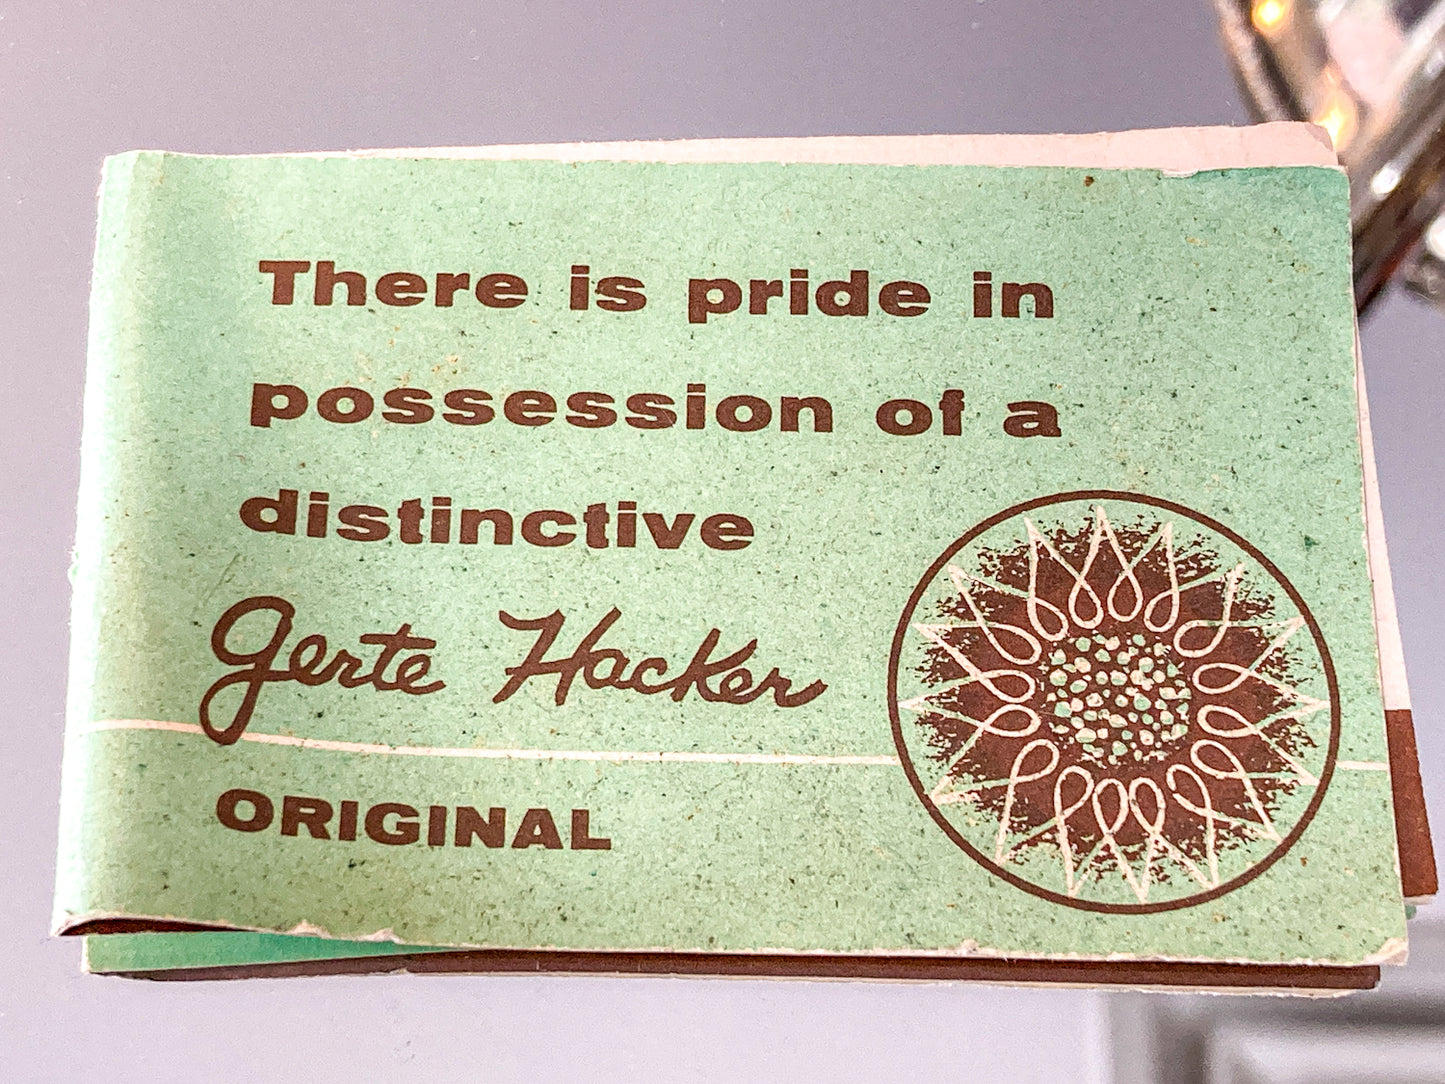 There is pride in
possession of a
distinctive
Gerte Hacker
ORIGINAL